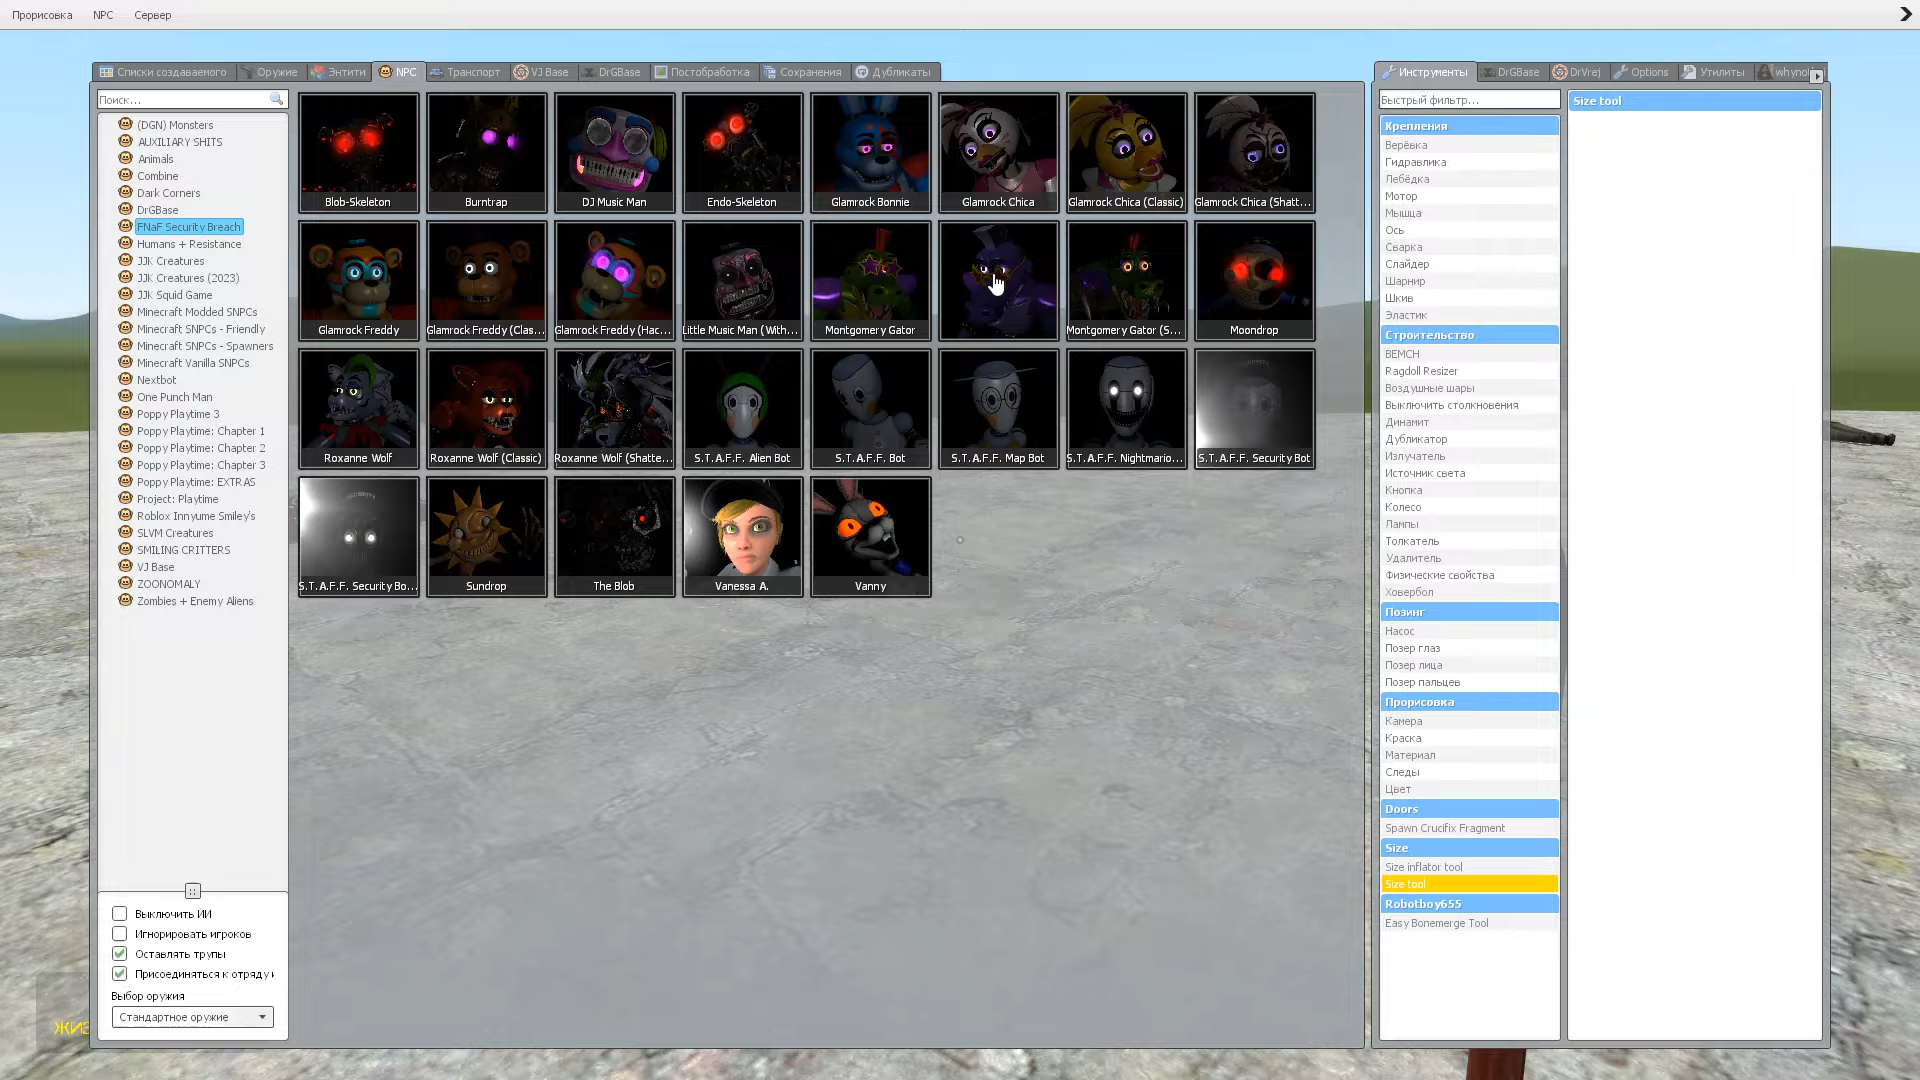 Прорисовка NPC Сервер
Списки создаваемого Оружие Энтити NPC Транспорт VJ Base DrGBase Постобработка Сохранения Дубликаты
Поиск...
(DGN) Monsters
AUXILIARY SHITS
Animals
Combine
Dark Corners
DrGBase
FNaF Security Breach
Humans + Resistance
JJK Creatures
JJK Creatures (2023)
JJK Squid Game
Minecraft Modded SNPCs
Minecraft SNPCs - Friendly
Minecraft SNPCs - Spawners
Minecraft Vanilla SNPCs
Nextbot
One Punch Man
Poppy Playtime 3
Poppy Playtime: Chapter 1
Poppy Playtime: Chapter 2
Poppy Playtime: Chapter 3
Poppy Playtime: EXTRAS
Project: Playtime
Roblox Innyume Smiley's
SLVM Creatures
SMILING CRITTERS
VJ Base
ZOONOMALY
Zombies + Enemy Aliens
Выключить ИИ
Игнорировать игроков
Оставлять трупы
Присоединяться к отряду
Выбор оружия
Стандартное оружие
Blob-Skeleton Burntrap DJ Music Man Endo-Skeleton Glamrock Bonnie Glamrock Chica Glamrock Chica (Classic) Glamrock Chica (Shatt...
Glamrock Freddy Glamrock Freddy (Clas... Glamrock Freddy (Hac... Little Music Man (With... Montgomery Gator Montgomery Gator (S... Moondrop
Roxanne Wolf Roxanne Wolf (Classic) Roxanne Wolf (Shatte... S.T.A.F.F. Alien Bot S.T.A.F.F. Bot S.T.A.F.F. Map Bot S.T.A.F.F. Nightmario... S.T.A.F.F. Security Bot
S.T.A.F.F. Security Bo... Sundrop The Blob Vanessa A. Vanny
Инструменты DrGBase DrVrej Options Утилиты
Быстрый фильтр...
Крепления
Верёвка
Гидравлика
Лебёдка
Мотор
Мышца
Ось
Сварка
Слайдер
Шарнир
Шкив
Эластик
Строительство
BEMCH
Ragdoll Resizer
Воздушные шары
Выключить столкновения
Динамит
Дубликатор
Излучатель
Источник света
Кнопка
Колесо
Лампы
Толкатель
Удалитель
Физические свойства
Ховербол
Позинг
Насос
Позер глаз
Позер лица
Позер пальцев
Прорисовка
Камера
Краска
Материал
Следы
Цвет
Doors
Spawn Crucifix Fragment
Size
Size inflator tool
Size tool
Robotboy655
Easy Bonemerge Tool
Size tool